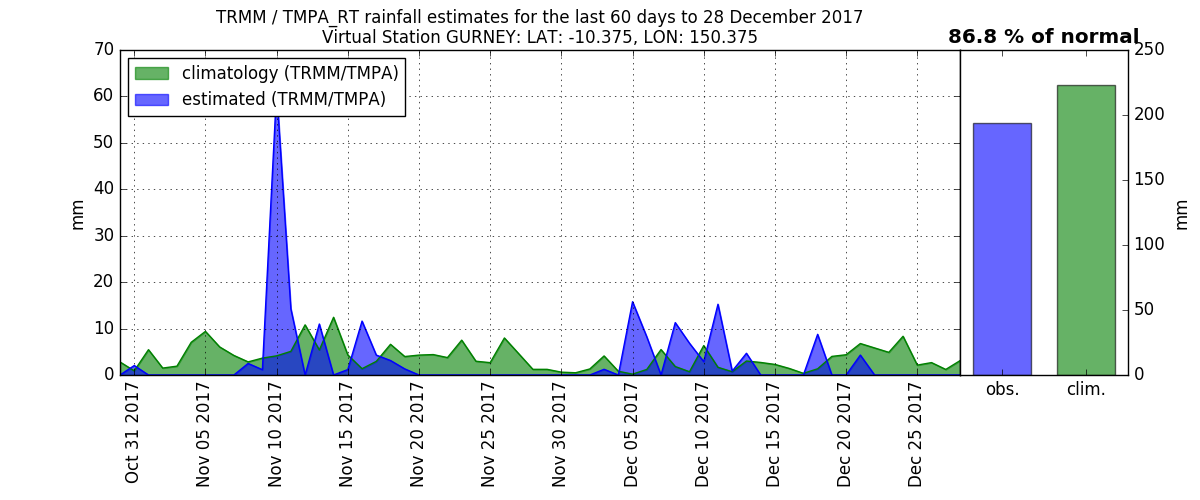 TRMM / TMPA_RT rainfall estimates for the last 60 days to 28 December 2017
Virtual Station GURNEY: LAT: -10.375, LON: 150.375
86.8 % of normal
climatology (TRMM/TMPA)
estimated (TRMM/TMPA)
70
60
50
40
30
20
10
0
mm
Oct 31 2017
Nov 05 2017
Nov 10 2017
Nov 15 2017
Nov 20 2017
Nov 25 2017
Nov 30 2017
Dec 05 2017
Dec 10 2017
Dec 15 2017
Dec 20 2017
Dec 25 2017
250
200
150
100
50
0
mm
obs.
clim.